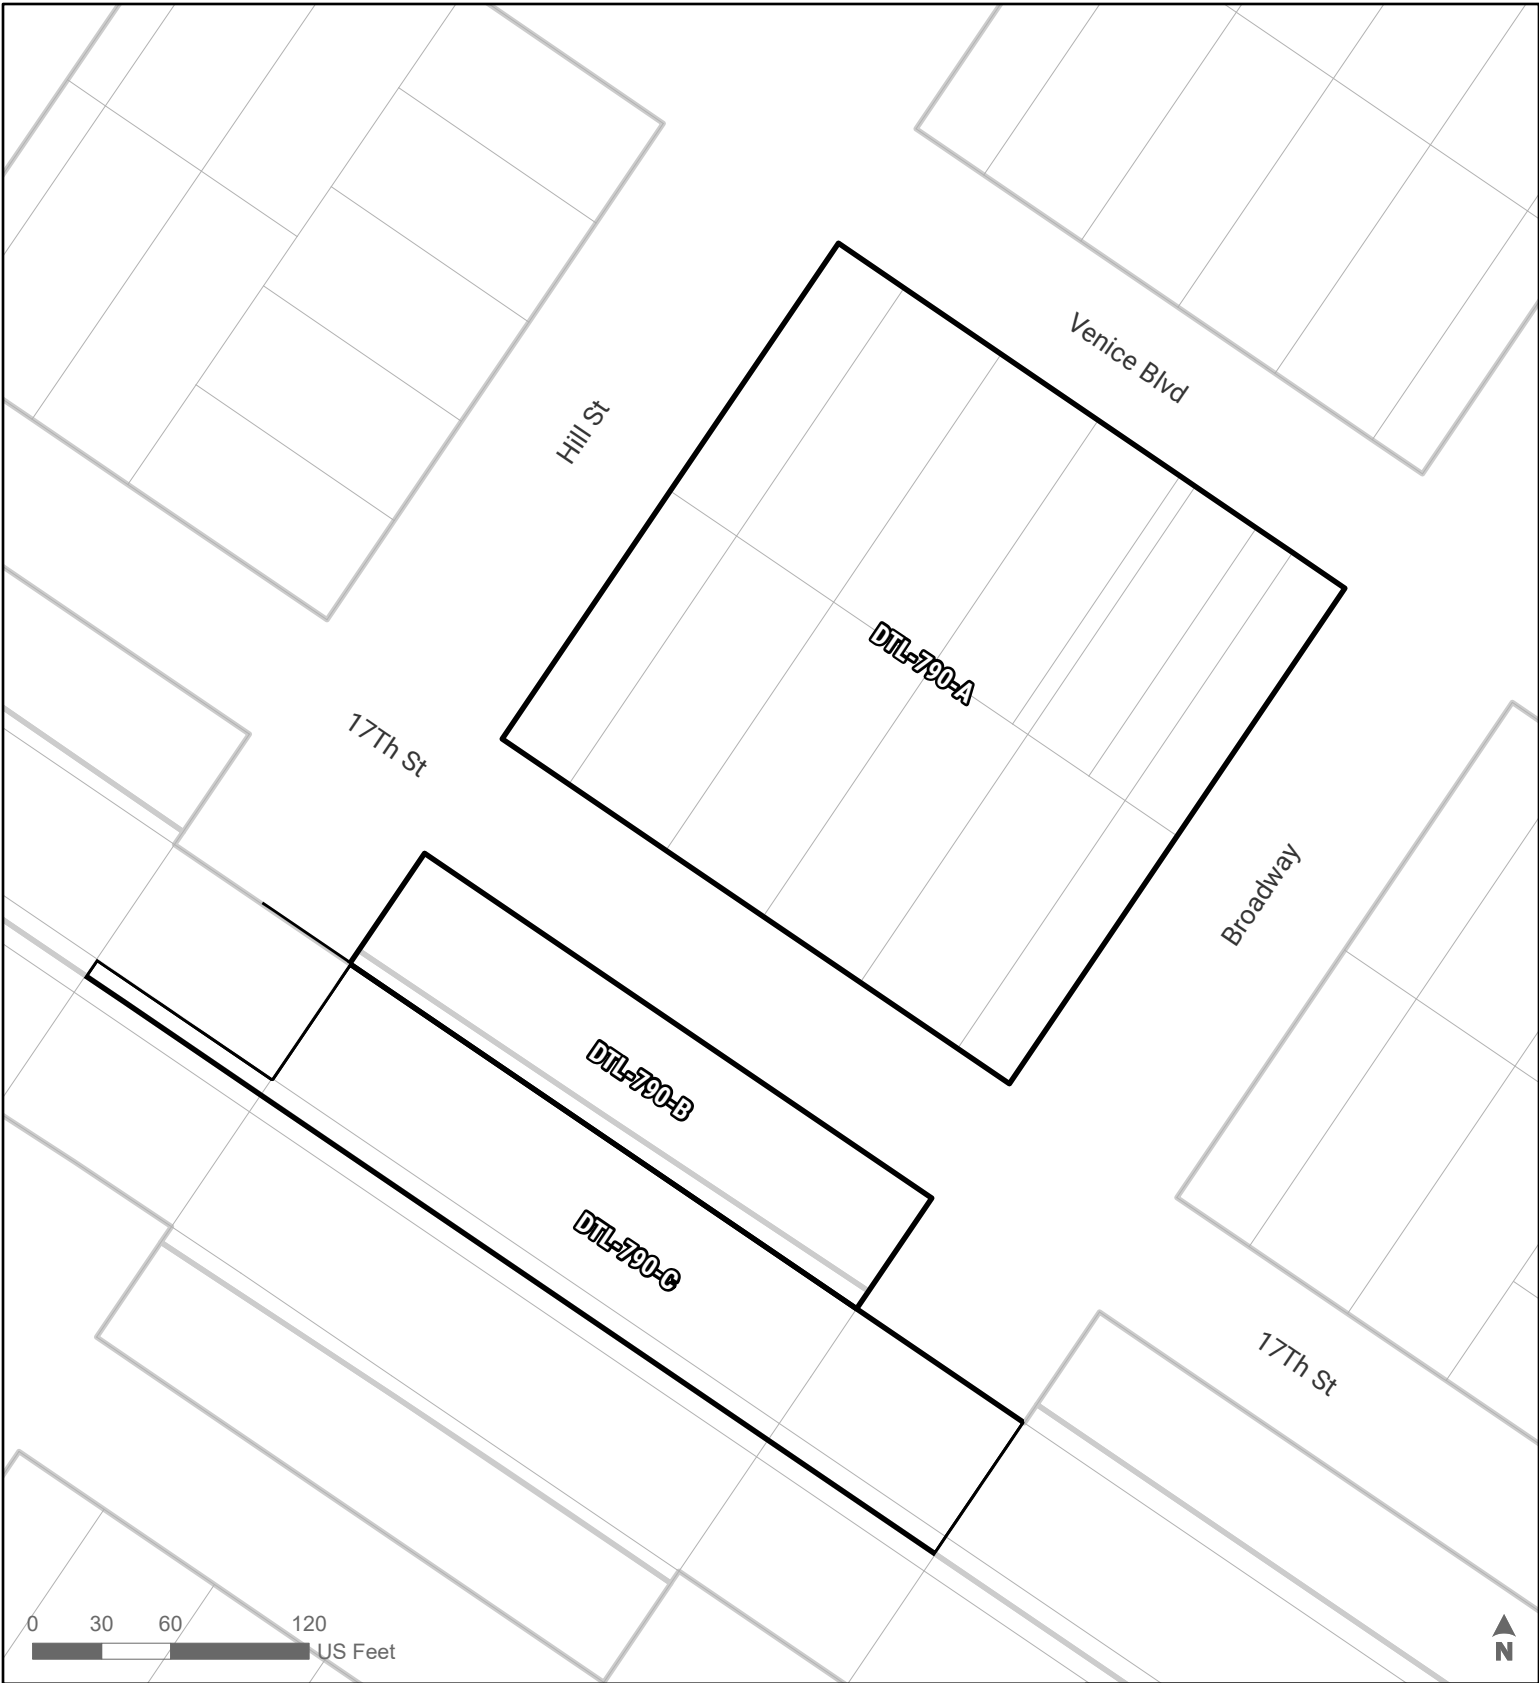 Venice Blvd
Hill St
DTL-790-A
17Th St
Broadway
DTL-790-B
DTL-790-C
17Th St
0 30 60 120
US Feet
N